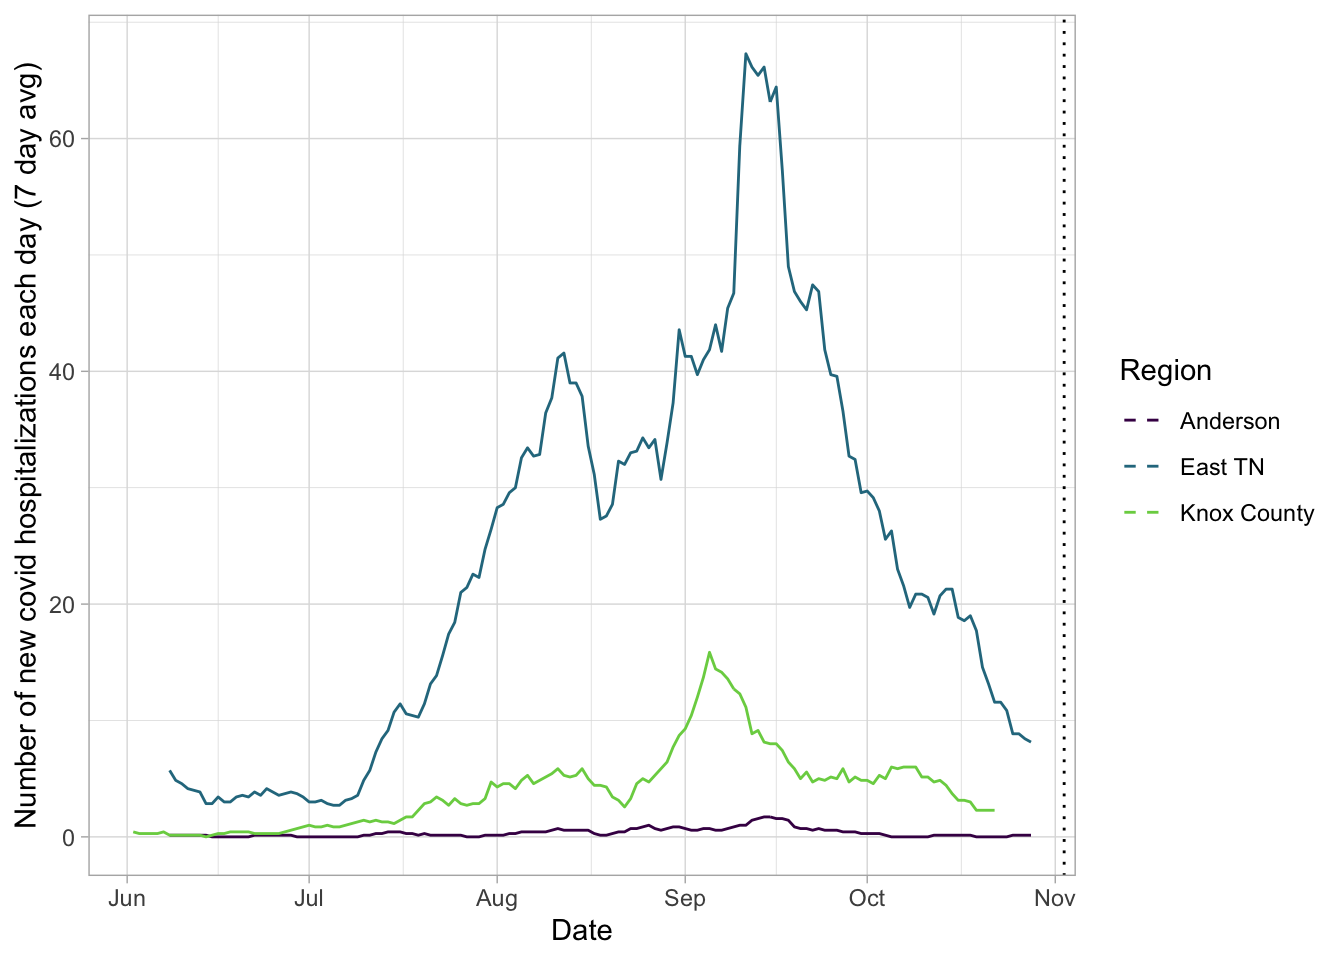 Number of new covid hospitalizations each day (7 day avg)
60
40
20
0
Jun Jul Aug Sep Oct Nov
Date
Region
Anderson
East TN
Knox County